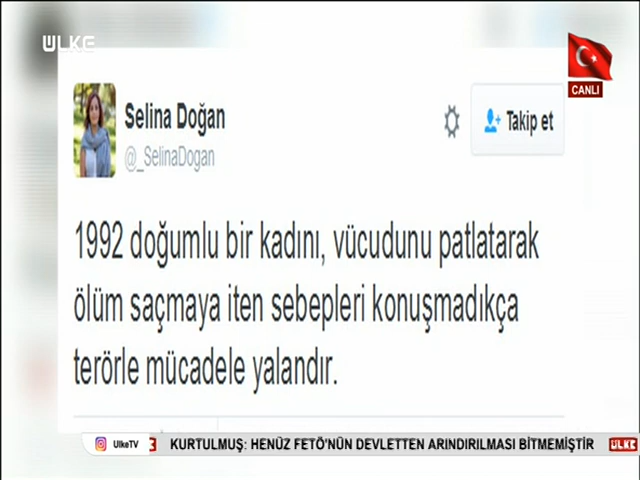 ÜLKE
CANLI
Selina Doğan
@_SelinaDogan
Takip et
1992 doğumlu bir kadını, vücudunu patlatarak
ölüm saçmaya iten sebepleri konuşmadıkça
terörle mücadele yalandır.
UlkeTV
KURTULMUŞ: HENÜZ FETÖ'NÜN DEVLETTEN ARINDIRILMASI BİTMEMİŞTİR
ÜLKE